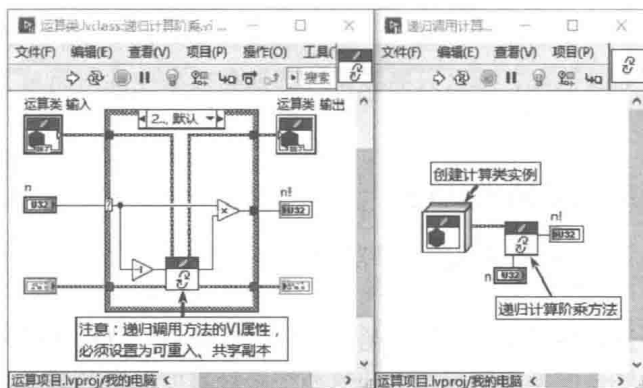 运算类.lvclass:递归计算阶乘.vi ...
文件(F) 编辑(E) 查看(V) 项目(P) 操作(O) 工具(
搜索
运算类 输入
2.., 默认
运算类 输出
n
U32
n!
U32
注意：递归调用方法的VI属性，
必须设置为可重入、共享副本
运算项目.lvproj/我的电脑
递归调用计算...
文件(F) 编辑(E) 查看(V) 项目(P)
创建计算类实例
n!
U32
n
U32
递归计算阶乘方法
运算项目.lvproj/我的电脑